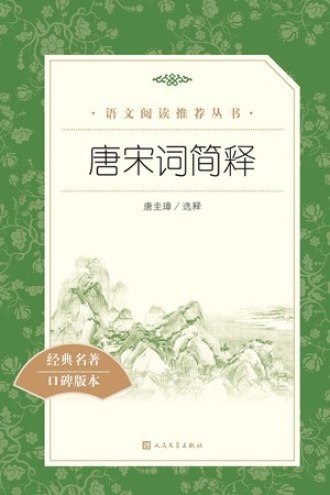 ·语文阅读推荐丛书·
唐宋词简释
唐圭璋／选释
经典名著
口碑版本
人民文学出版社